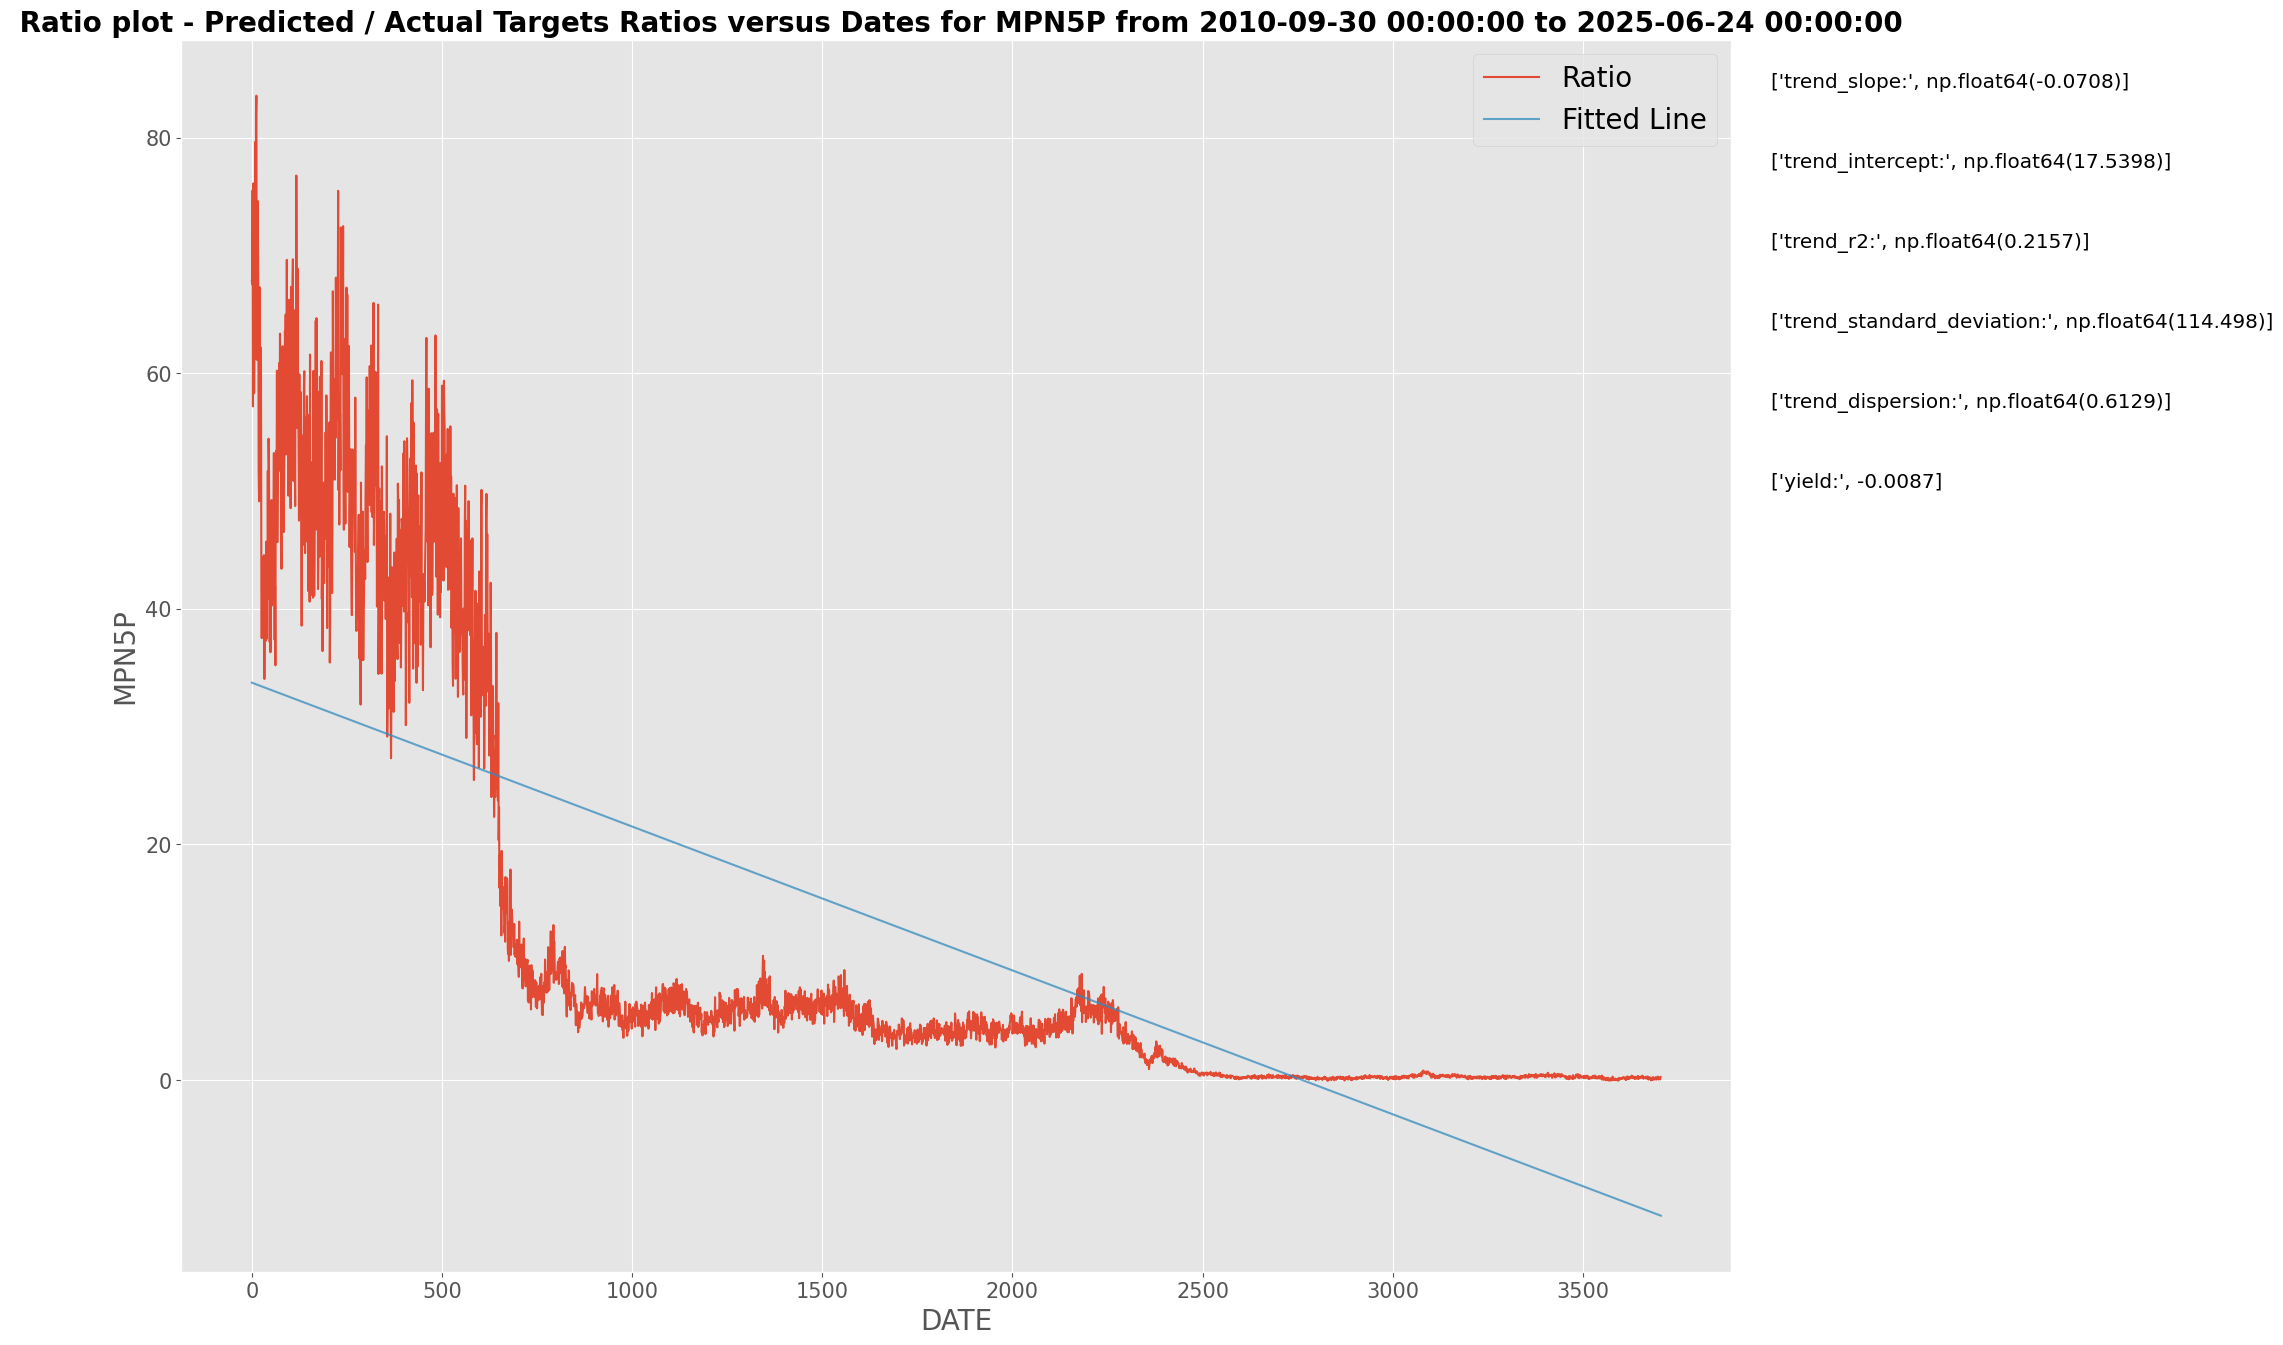 Ratio plot - Predicted / Actual Targets Ratios versus Dates for MPN5P from 2010-09-30 00:00:00 to 2025-06-24 00:00:00
Ratio
Fitted Line
['trend_slope:', np.float64(-0.0708)]
['trend_intercept:', np.float64(17.5398)]
['trend_r2:', np.float64(0.2157)]
['trend_standard_deviation:', np.float64(114.498)]
['trend_dispersion:', np.float64(0.6129)]
['yield:', -0.0087]
MPN5P
80
60
40
20
0
0 500 1000 1500 2000 2500 3000 3500
DATE